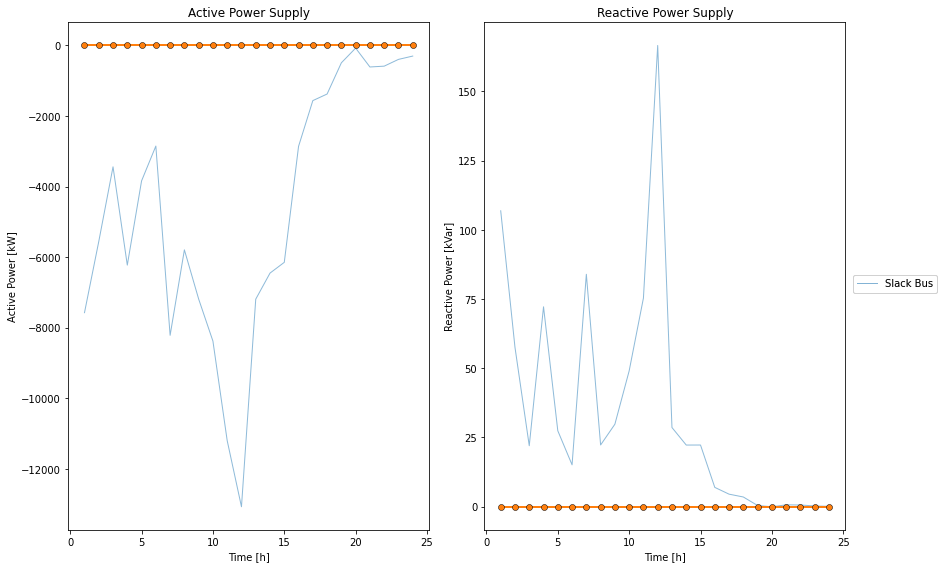 Active Power Supply
Reactive Power Supply
Active Power [kW]
0
−2000
−4000
−6000
−8000
−10000
−12000
0 5 10 15 20 25
Time [h]
Reactive Power [kVar]
150
125
100
75
50
25
0
0 5 10 15 20 25
Time [h]
Slack Bus